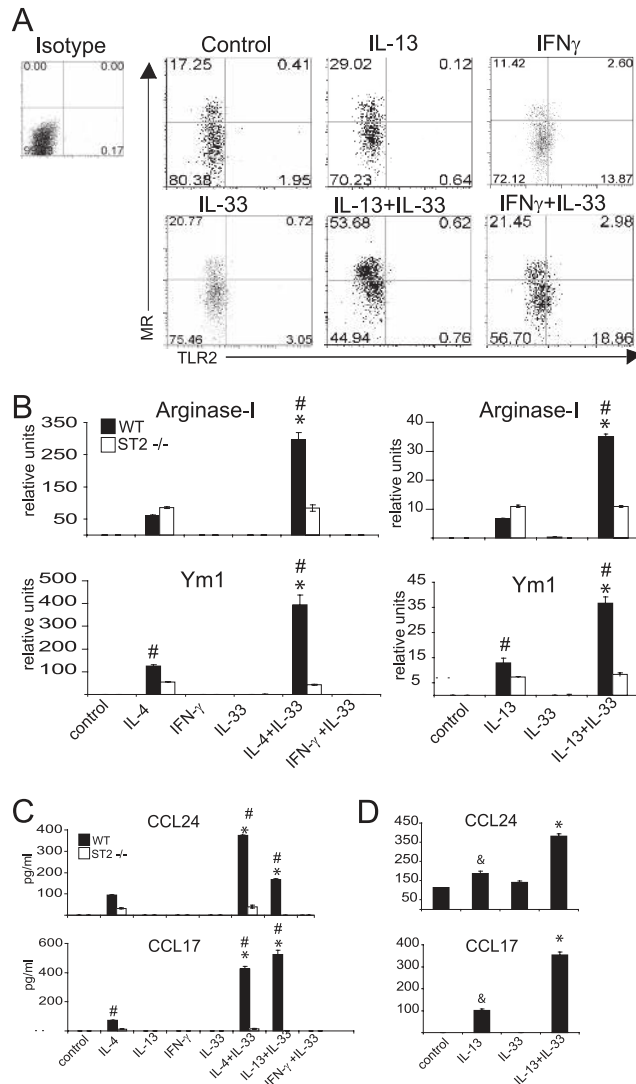 A
Isotype
0.00 0.00
0.17
Control
17.25 0.41
80.38 1.95
IL-13
29.02 0.12
70.23 0.64
IFNγ
11.42 2.60
72.12 13.87
IL-33
20.77 0.72
75.46 3.05
IL-13+IL-33
53.68 0.62
44.94 0.76
IFNγ+IL-33
21.45 2.98
56.70 18.86
MR
TLR2
B
Arginase-I
WT
ST2 -/-
relative units
350
250
150
50
#
*
Arginase-I
relative units
40
30
20
10
#
*
Ym1
relative units
500
400
300
200
100
#
#
*
control
IL-4
IFN-γ
IL-33
IL-4+IL-33
IFN-γ+IL-33
Ym1
relative units
45
35
25
15
5
#
#
*
control
IL-13
IL-33
IL-13+IL-33
C
CCL24
WT
ST2 -/-
pg/ml
400
300
200
100
#
*
#
*
CCL17
pg/ml
600
400
200
#
#
*
#
*
control
IL-4
IL-13
IFN-γ
IL-33
IL-4+IL-33
IL-13+IL-33
IFN-γ+IL-33
D
CCL24
450
350
250
150
50
&
*
CCL17
400
300
200
100
&
*
control
IL-13
IL-33
IL-13+IL-33